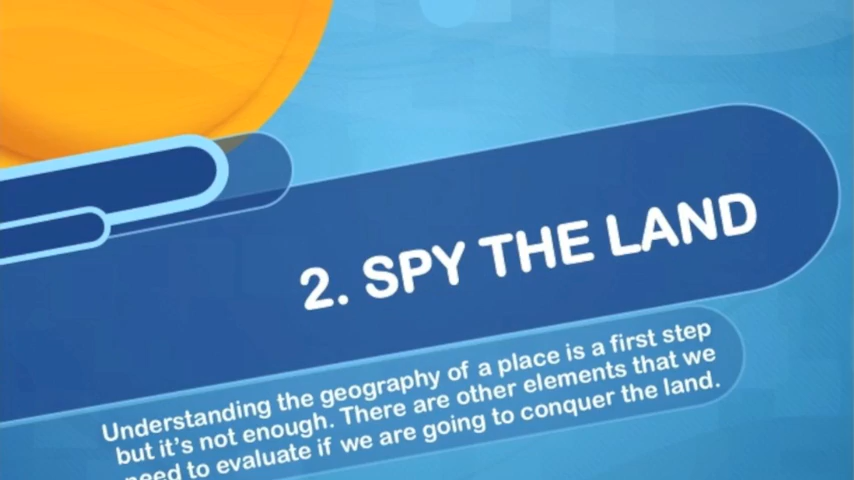 2. SPY THE LAND
Understanding the geography of a place is a first step
but it's not enough. There are other elements that we
need to evaluate if we are going to conquer the land.